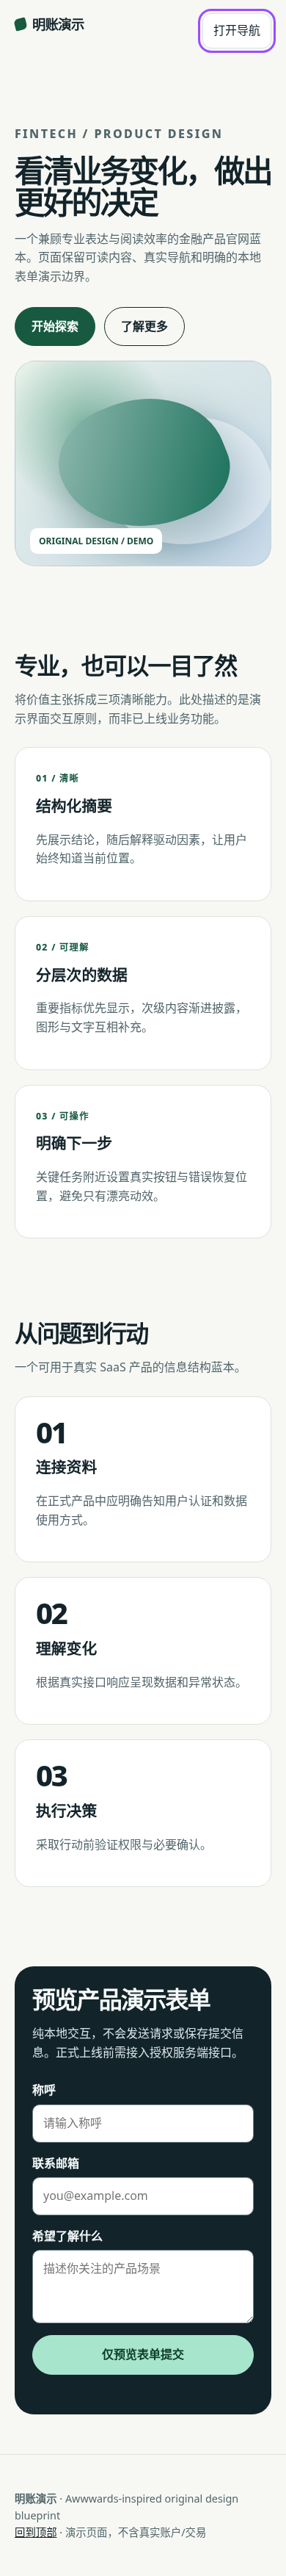 明账演示
打开导航
FINTECH / PRODUCT DESIGN
看清业务变化，做出
更好的决定
一个兼顾专业表达与阅读效率的金融产品官网蓝
本。页面保留可读内容、真实导航和明确的本地
表单演示边界。
开始探索
了解更多
ORIGINAL DESIGN / DEMO
专业，也可以一目了然
将价值主张拆成三项清晰能力。此处描述的是演
示界面交互原则，而非已上线业务功能。
01 / 清晰
结构化摘要
先展示结论，随后解释驱动因素，让用户
始终知道当前位置。
02 / 可理解
分层次的数据
重要指标优先显示，次级内容渐进披露，
图形与文字互相补充。
03 / 可操作
明确下一步
关键任务附近设置真实按钮与错误恢复位
置，避免只有漂亮动效。
从问题到行动
一个可用于真实 SaaS 产品的信息结构蓝本。
01
连接资料
在正式产品中应明确告知用户认证和数据
使用方式。
02
理解变化
根据真实接口响应呈现数据和异常状态。
03
执行决策
采取行动前验证权限与必要确认。
预览产品演示表单
纯本地交互，不会发送请求或保存提交信
息。正式上线前需接入授权服务端接口。
称呼
请输入称呼
联系邮箱
you@example.com
希望了解什么
描述你关注的产品场景
仅预览表单提交
明账演示 · Awwwards-inspired original design
blueprint
回到顶部 · 演示页面，不含真实账户/交易